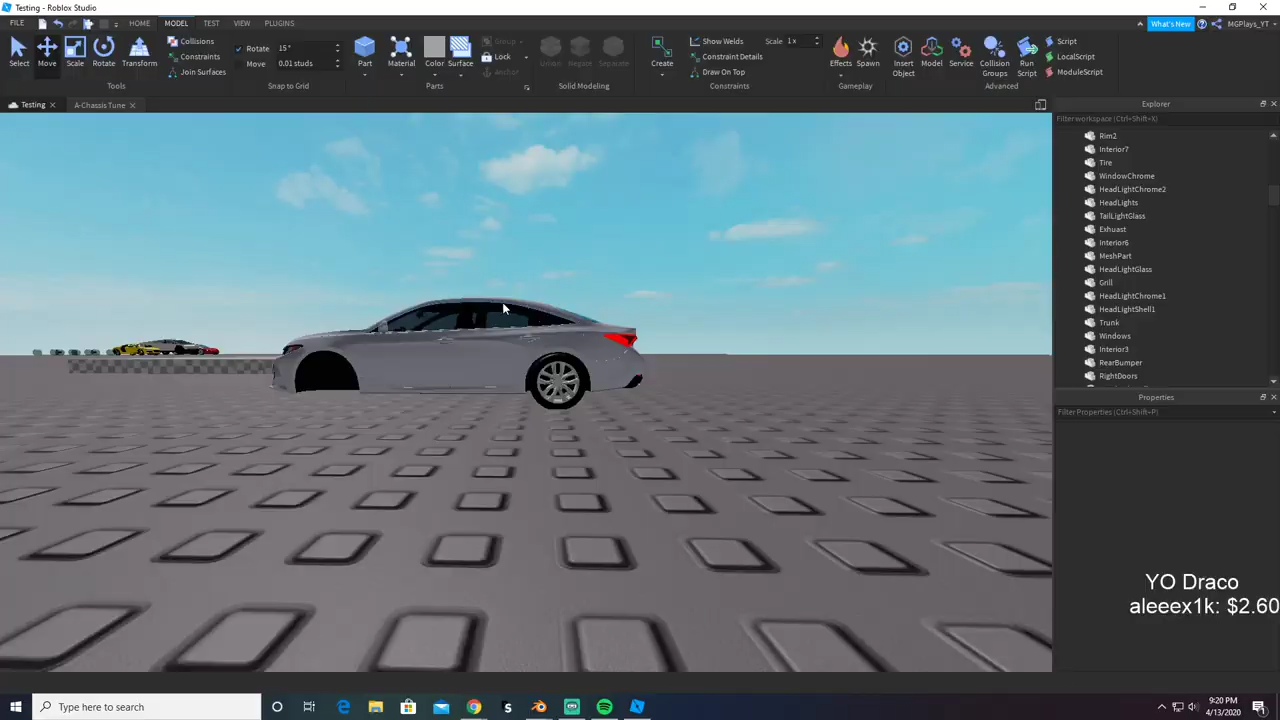 Testing - Roblox Studio
FILE HOME MODEL TEST VIEW PLUGINS What's New MGPlays_YT
Select Move Scale Rotate Transform
Collisions
Constraints
Join Surfaces
Tools
Rotate 15 °
Move 0.01 studs
Snap to Grid
Part Material Color Surface
Group
Lock
Anchor
Parts
Union Negate Separate
Solid Modeling
Create
Show Welds Scale 1 x
Constraint Details
Draw On Top
Constraints
Effects Spawn
Gameplay
Insert Object Model Service Collision Groups Run Script
Script
LocalScript
ModuleScript
Advanced
Testing A-Chassis Tune
Explorer
Filter workspace (Ctrl+Shift+X)
Rim2
Interior7
Tire
WindowChrome
HeadLightChrome2
HeadLights
TailLightGlass
Exhuast
Interior6
MeshPart
HeadLightGlass
Grill
HeadLightChrome1
HeadLightShell1
Trunk
Windows
Interior3
RearBumper
RightDoors
Properties
Filter Properties (Ctrl+Shift+P)
YO Draco
aleeex1k: $2.60
Type here to search
9:20 PM
4/13/2020